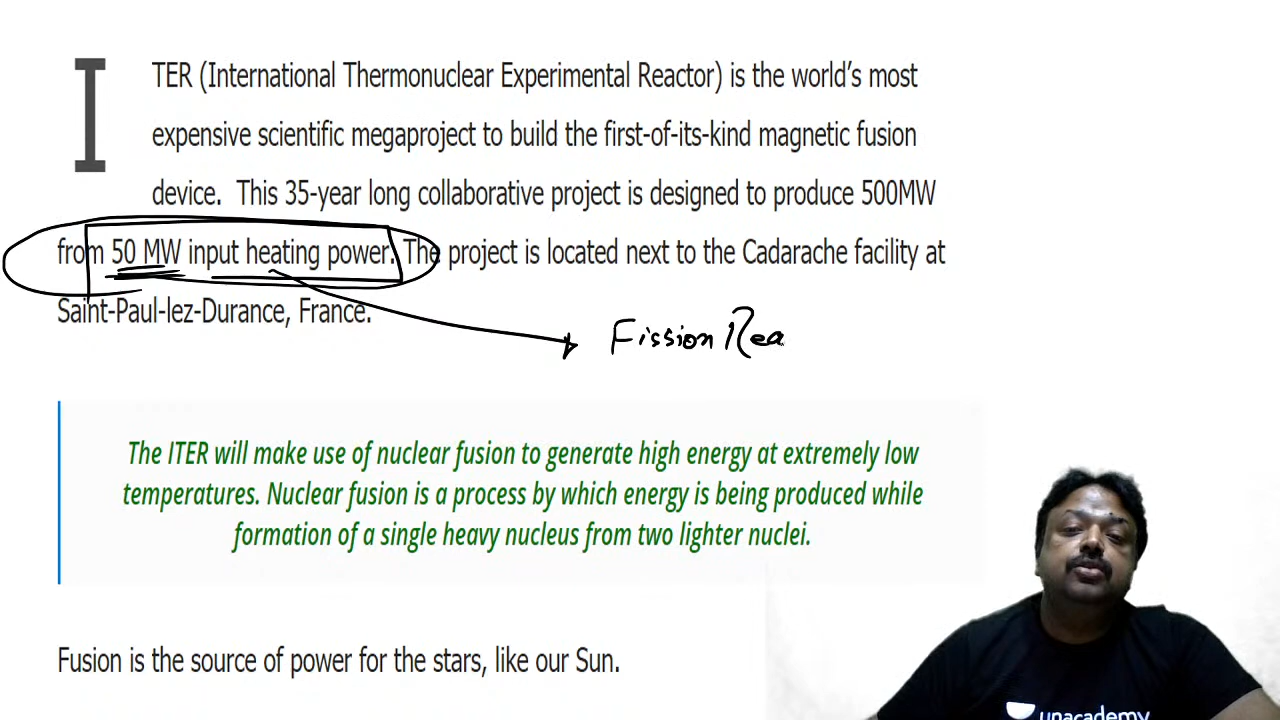 ITER (International Thermonuclear Experimental Reactor) is the world’s most
expensive scientific megaproject to build the first-of-its-kind magnetic fusion
device. This 35-year long collaborative project is designed to produce 500MW
from 50 MW input heating power. The project is located next to the Cadarache facility at
Saint-Paul-lez-Durance, France.
Fission Rea
The ITER will make use of nuclear fusion to generate high energy at extremely low
temperatures. Nuclear fusion is a process by which energy is being produced while
formation of a single heavy nucleus from two lighter nuclei.
Fusion is the source of power for the stars, like our Sun.
unacademy